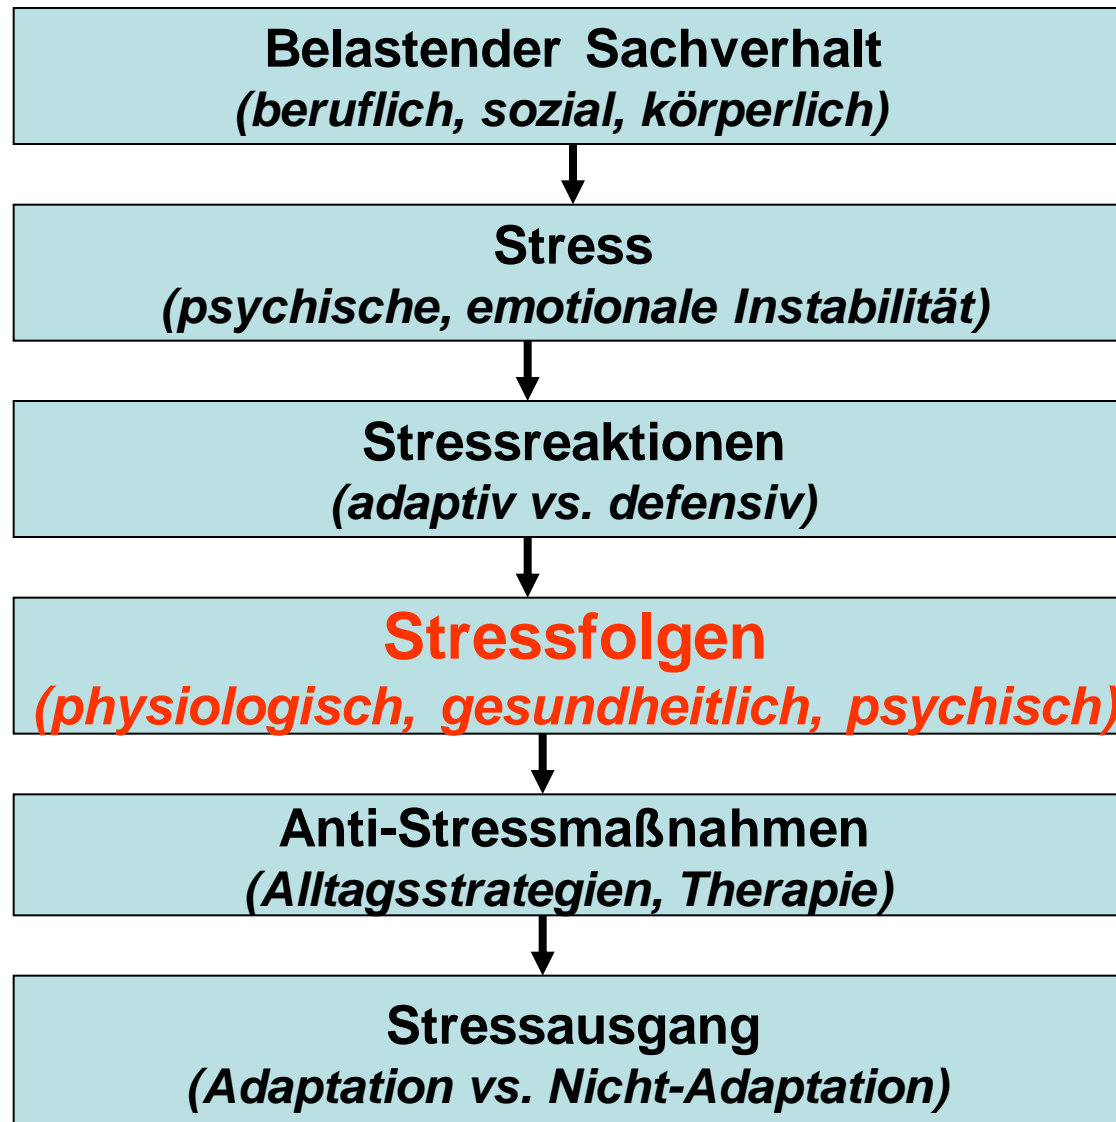 Belastender Sachverhalt
(beruflich, sozial, körperlich)
Stress
(psychische, emotionale Instabilität)
Stressreaktionen
(adaptiv vs. defensiv)
Stressfolgen
(physiologisch, gesundheitlich, psychisch)
Anti-Stressmaßnahmen
(Alltagsstrategien, Therapie)
Stressausgang
(Adaptation vs. Nicht-Adaptation)